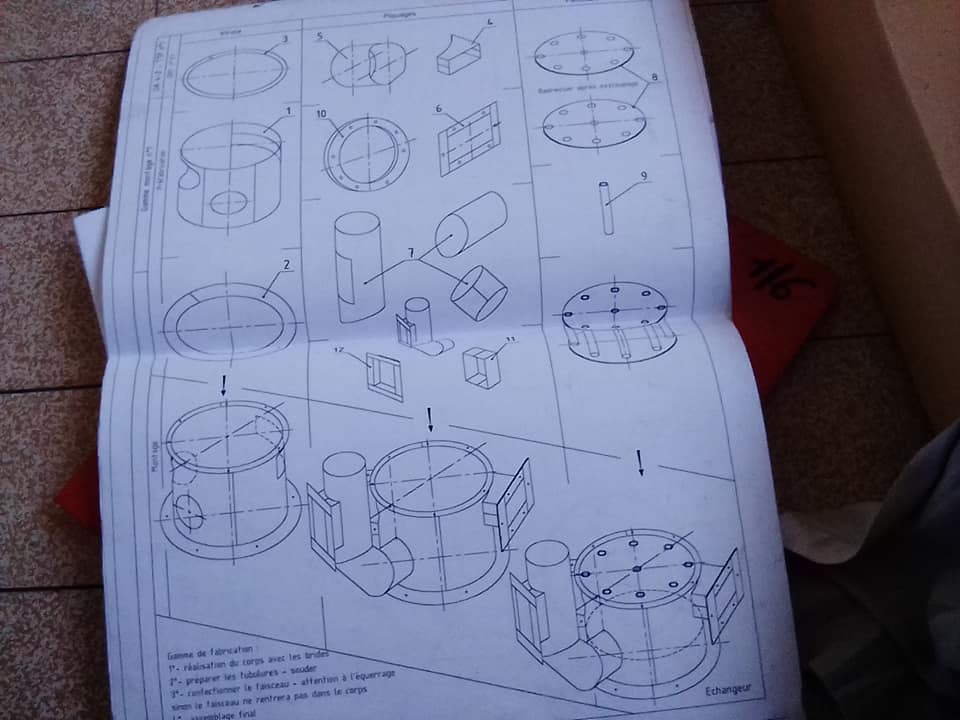 Virole
Piquages
3
5
4
8
Gamme montage n°1
Préfabrication
1
10
6
9
2
7
12
11
Montage
Gamme de fabrication :
1°- réalisation du corps avec les brides
2°- préparer les tubulures - souder
3°- confectionner le faisceau - attention à l'équerrage
sinon le faisceau ne rentrera pas dans le corps
assemblage final
Echangeur